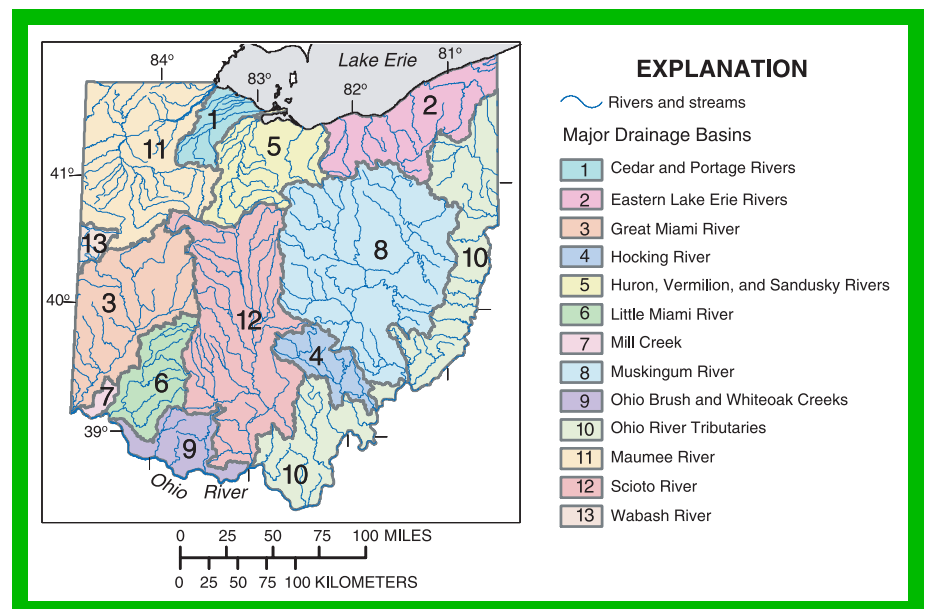 84°
Lake Erie
81°
83°
82°
1
2
11
5
41°
13
8
10
40°
3
12
4
7
6
39°
9
10
Ohio River
0 25 50 75 100 MILES
0 25 50 75 100 KILOMETERS
EXPLANATION
Rivers and streams
Major Drainage Basins
1 Cedar and Portage Rivers
2 Eastern Lake Erie Rivers
3 Great Miami River
4 Hocking River
5 Huron, Vermilion, and Sandusky Rivers
6 Little Miami River
7 Mill Creek
8 Muskingum River
9 Ohio Brush and Whiteoak Creeks
10 Ohio River Tributaries
11 Maumee River
12 Scioto River
13 Wabash River